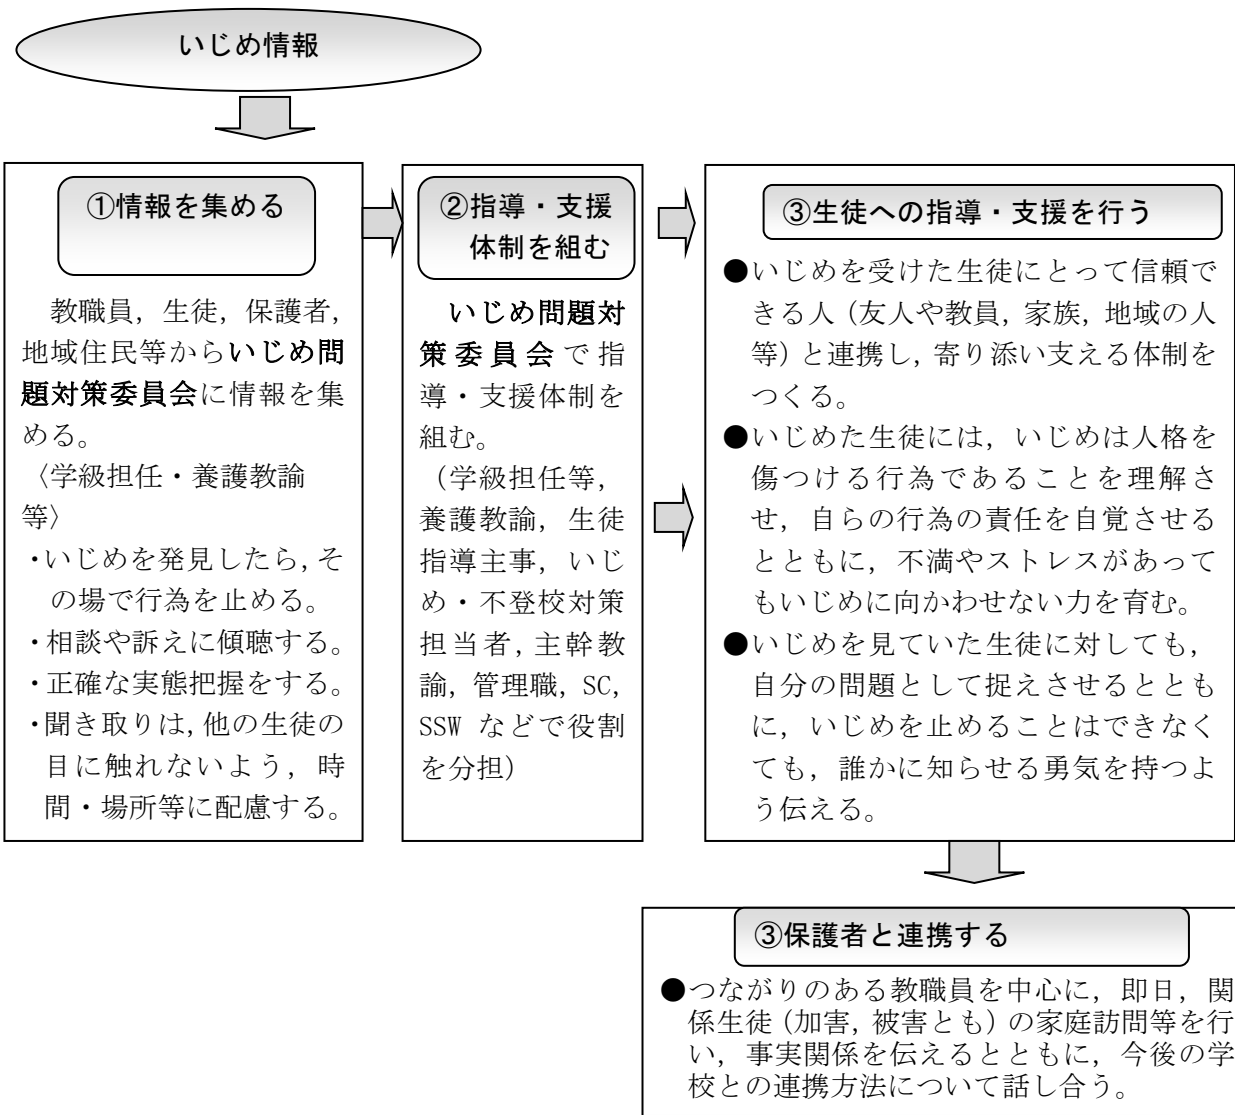 いじめ情報
①情報を集める
教職員，生徒，保護者，
地域住民等からいじめ問
題対策委員会に情報を集
める。
〈学級担任・養護教諭
等〉
・いじめを発見したら，そ
の場で行為を止める。
・相談や訴えに傾聴する。
・正確な実態把握をする。
・聞き取りは，他の生徒の
目に触れないよう，時
間・場所等に配慮する。
②指導・支援
体制を組む
いじめ問題対
策委員会で指
導・支援体制を
組む。
（学級担任等，
養護教諭，生徒
指導主事，いじ
め・不登校対策
担当者，主幹教
諭，管理職，SC，
SSW などで役割
を分担）
③生徒への指導・支援を行う
●いじめを受けた生徒にとって信頼で
きる人（友人や教員，家族，地域の人
等）と連携し，寄り添い支える体制を
つくる。
●いじめた生徒には，いじめは人格を
傷つける行為であることを理解さ
せ，自らの行為の責任を自覚させる
とともに，不満やストレスがあって
もいじめに向かわせない力を育む。
●いじめを見ていた生徒に対しても，
自分の問題として捉えさせるととも
に，いじめを止めることはできなく
ても，誰かに知らせる勇気を持つよ
う伝える。
③保護者と連携する
●つながりのある教職員を中心に，即日，関
係生徒（加害，被害とも）の家庭訪問等を行
い，事実関係を伝えるとともに，今後の学
校との連携方法について話し合う。